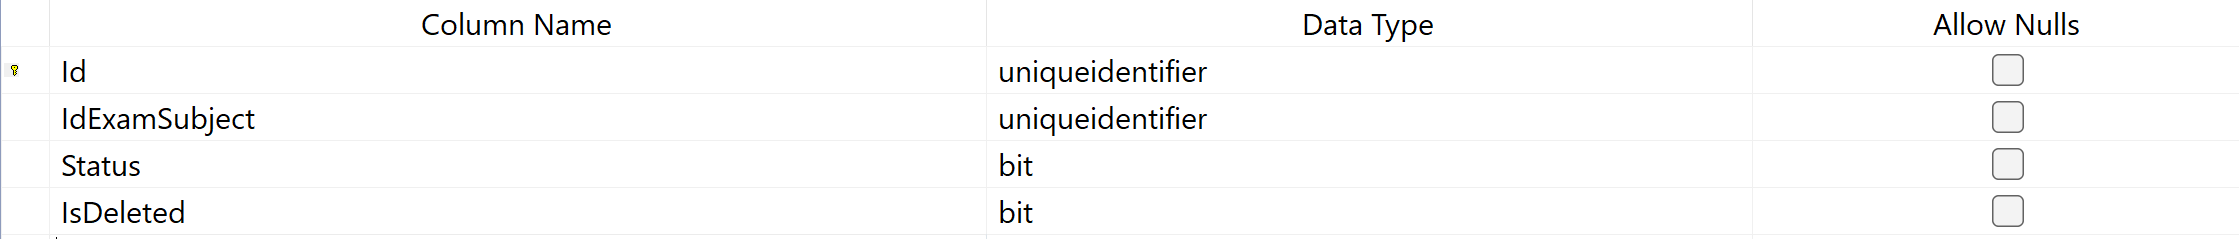 Column Name Data Type Allow Nulls
Id uniqueidentifier
IdExamSubject uniqueidentifier
Status bit
IsDeleted bit